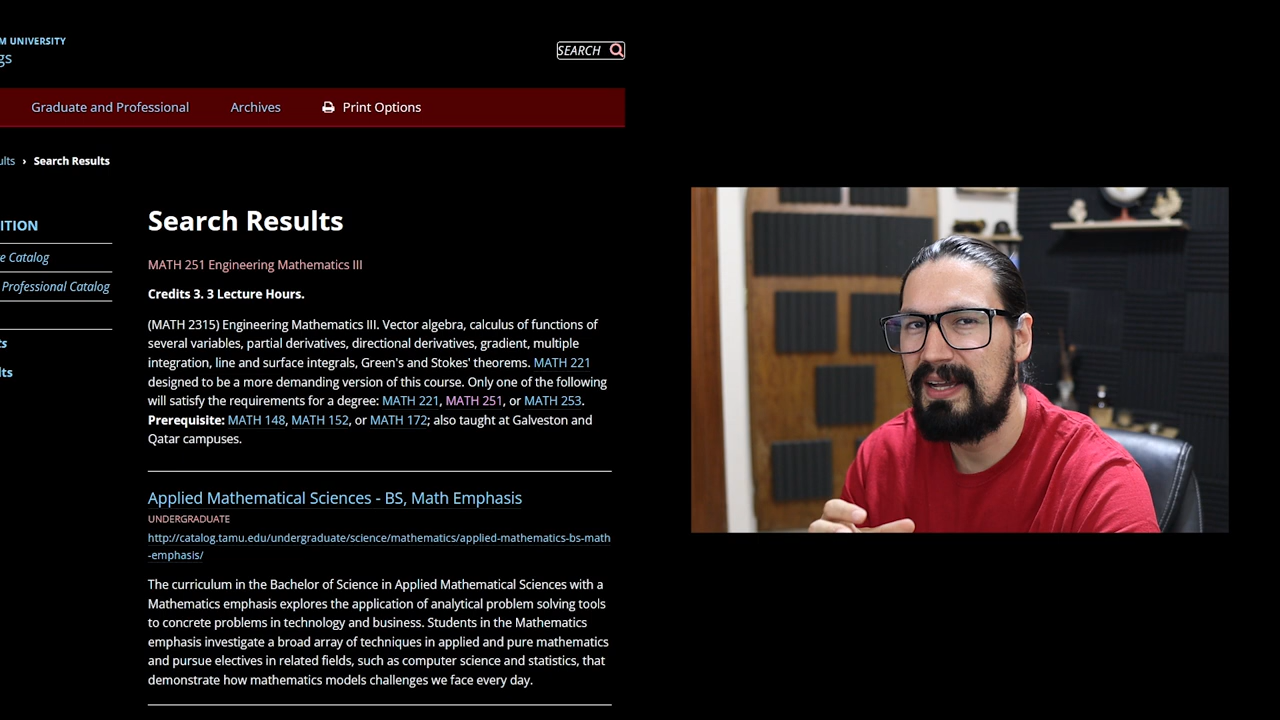 M UNIVERSITY
gs
SEARCH
Graduate and Professional Archives Print Options
ults › Search Results
ITION
e Catalog
Professional Catalog
ts
lts
Search Results
MATH 251 Engineering Mathematics III
Credits 3. 3 Lecture Hours.
(MATH 2315) Engineering Mathematics III. Vector algebra, calculus of functions of
several variables, partial derivatives, directional derivatives, gradient, multiple
integration, line and surface integrals, Green's and Stokes' theorems. MATH 221
designed to be a more demanding version of this course. Only one of the following
will satisfy the requirements for a degree: MATH 221, MATH 251, or MATH 253.
Prerequisite: MATH 148, MATH 152, or MATH 172; also taught at Galveston and
Qatar campuses.
Applied Mathematical Sciences - BS, Math Emphasis
UNDERGRADUATE
http://catalog.tamu.edu/undergraduate/science/mathematics/applied-mathematics-bs-math
-emphasis/
The curriculum in the Bachelor of Science in Applied Mathematical Sciences with a
Mathematics emphasis explores the application of analytical problem solving tools
to concrete problems in technology and business. Students in the Mathematics
emphasis investigate a broad array of techniques in applied and pure mathematics
and pursue electives in related fields, such as computer science and statistics, that
demonstrate how mathematics models challenges we face every day.